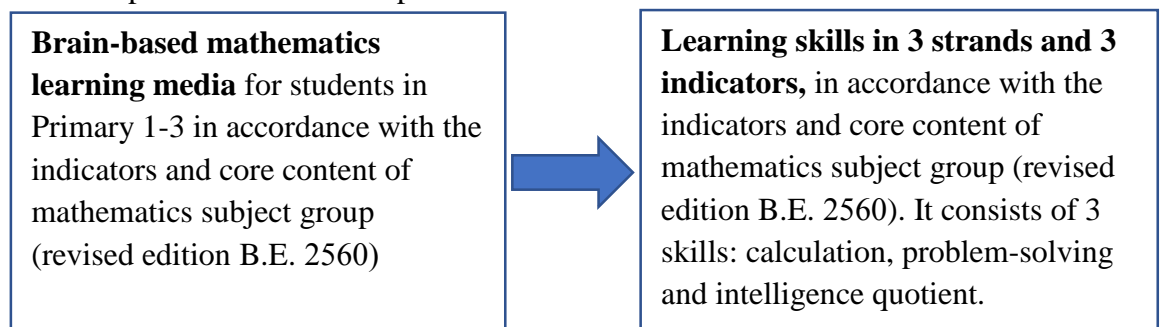 Brain-based mathematics
learning media for students in
Primary 1-3 in accordance with the
indicators and core content of
mathematics subject group
(revised edition B.E. 2560)
Learning skills in 3 strands and 3
indicators, in accordance with the
indicators and core content of
mathematics subject group (revised
edition B.E. 2560). It consists of 3
skills: calculation, problem-solving
and intelligence quotient.